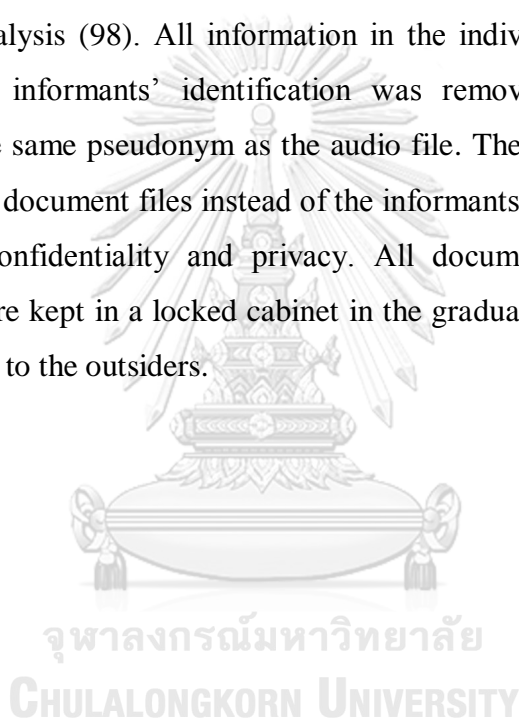 alysis (98). All information in the indiv
informants’ identification was remov
same pseudonym as the audio file. The
document files instead of the informants
onfidentiality and privacy. All docum
re kept in a locked cabinet in the gradua
to the outsiders.
จุฬาลงกรณ์มหาวิทยาลัย
CHULALONGKORN UNIVERSITY